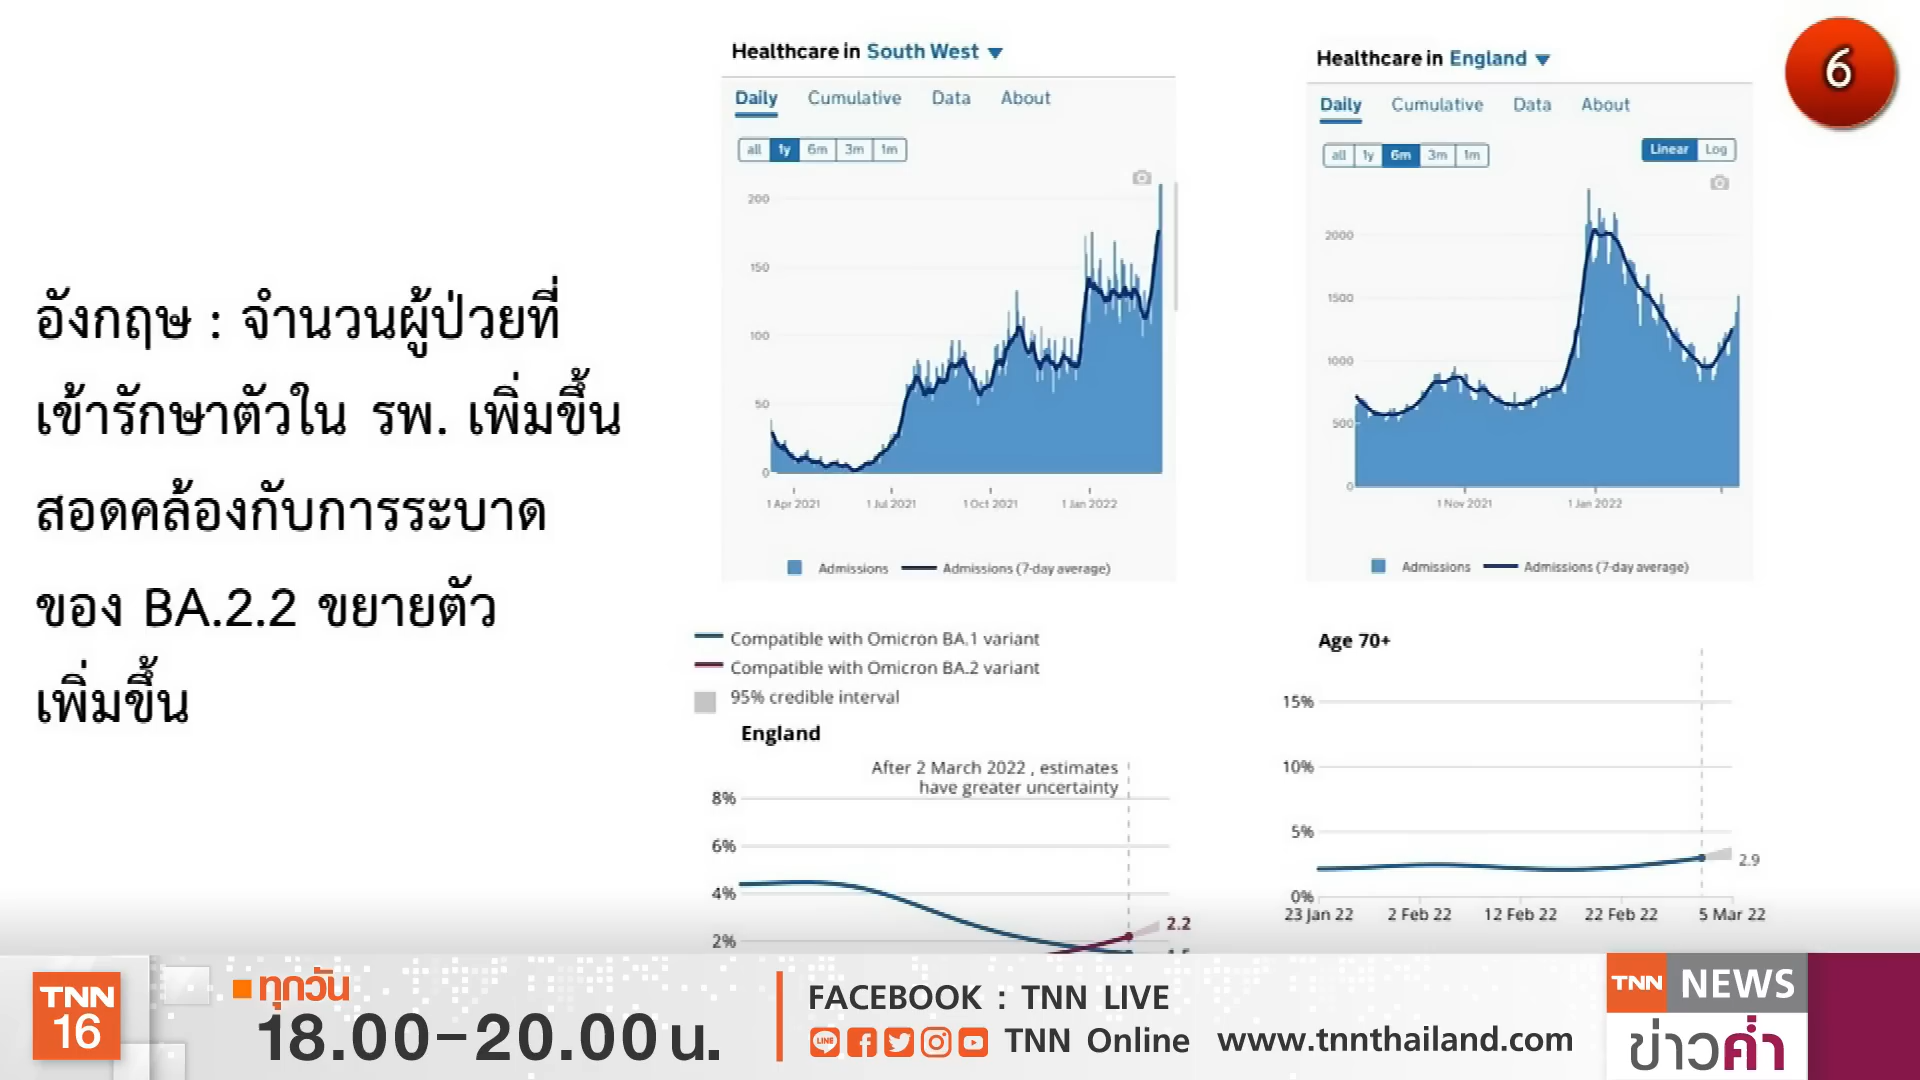 6
อังกฤษ : จำนวนผู้ป่วยที่
เข้ารักษาตัวใน รพ. เพิ่มขึ้น
สอดคล้องกับการระบาด
ของ BA.2.2 ขยายตัว
เพิ่มขึ้น
Healthcare in South West
Daily Cumulative Data About
all 1y 6m 3m 1m
200
150
100
50
0
1 Apr 2021 1 Jul 2021 1 Oct 2021 1 Jan 2022
Admissions Admissions (7-day average)
Healthcare in England
Daily Cumulative Data About
all 1y 6m 3m 1m Linear Log
2000
1500
1000
500
0
1 Nov 2021 1 Jan 2022
Admissions Admissions (7-day average)
Compatible with Omicron BA.1 variant
Compatible with Omicron BA.2 variant
95% credible interval
England
After 2 March 2022 , estimates
have greater uncertainty
8%
6%
4%
2%
2.2
Age 70+
15%
10%
5%
0%
2.9
23 Jan 22 2 Feb 22 12 Feb 22 22 Feb 22 5 Mar 22
TNN
16
ทุกวัน
18.00-20.00 น.
FACEBOOK : TNN LIVE
LINE TNN Online www.tnnthailand.com
TNN NEWS
ข่าวค่ำ